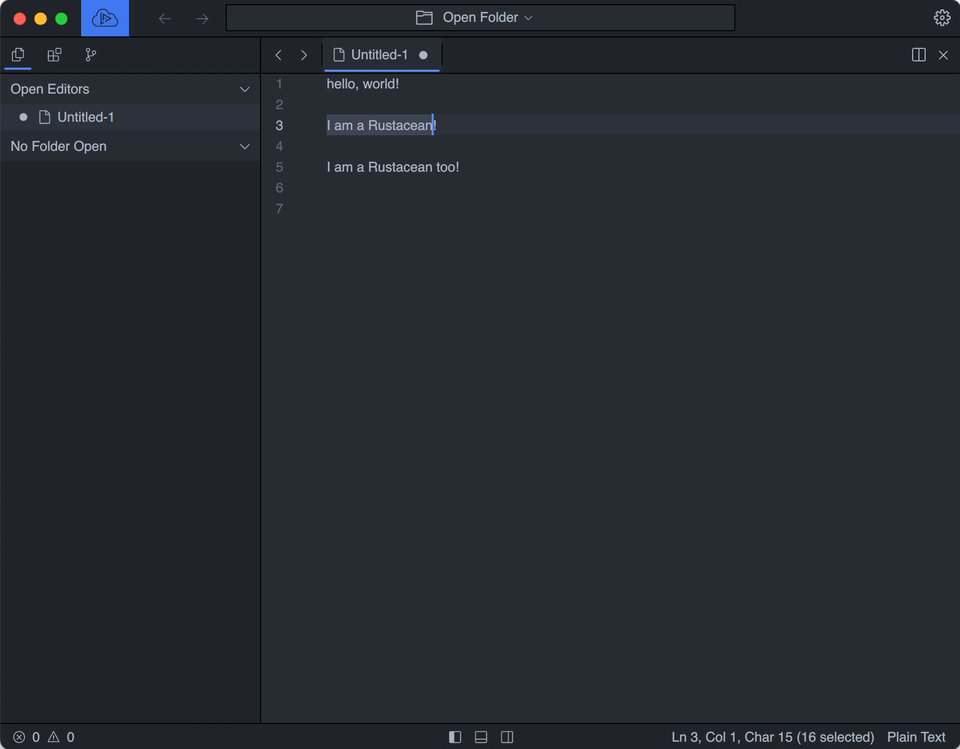 Open Folder
Untitled-1
Open Editors
Untitled-1
No Folder Open
1 hello, world!
2
3 I am a Rustacean!
4
5 I am a Rustacean too!
6
7
0 0
Ln 3, Col 1, Char 15 (16 selected) Plain Text